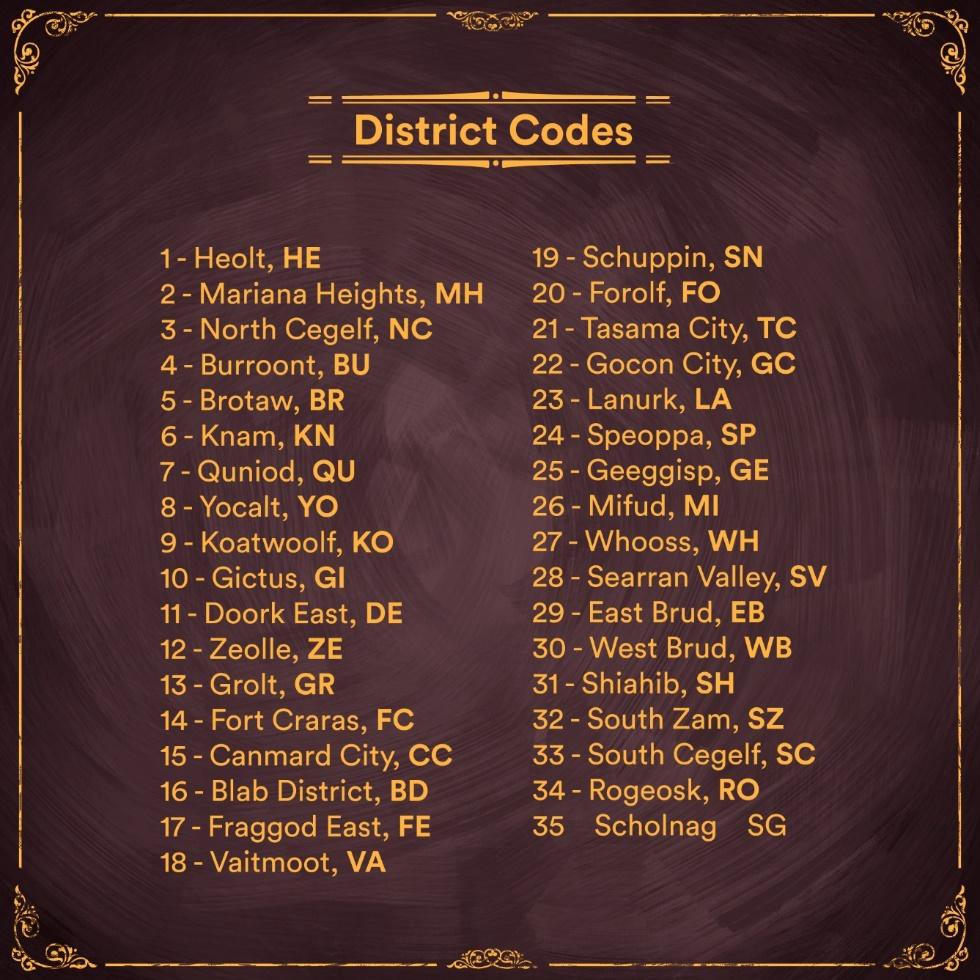 District Codes
1 - Heolt, HE
2 - Mariana Heights, MH
3 - North Cegelf, NC
4 - Burroont, BU
5 - Brotaw, BR
6 - Knam, KN
7 - Quniod, QU
8 - Yocalt, YO
9 - Koatwoolf, KO
10 - Gictus, GI
11 - Doork East, DE
12 - Zeolle, ZE
13 - Grolt, GR
14 - Fort Craras, FC
15 - Canmard City, CC
16 - Blab District, BD
17 - Fraggod East, FE
18 - Vaitmoot, VA
19 - Schuppin, SN
20 - Forolf, FO
21 - Tasama City, TC
22 - Gocon City, GC
23 - Lanurk, LA
24 - Speoppa, SP
25 - Geeggisp, GE
26 - Mifud, MI
27 - Whooss, WH
28 - Searran Valley, SV
29 - East Brud, EB
30 - West Brud, WB
31 - Shiahib, SH
32 - South Zam, SZ
33 - South Cegelf, SC
34 - Rogeosk, RO
35 Scholnag SG